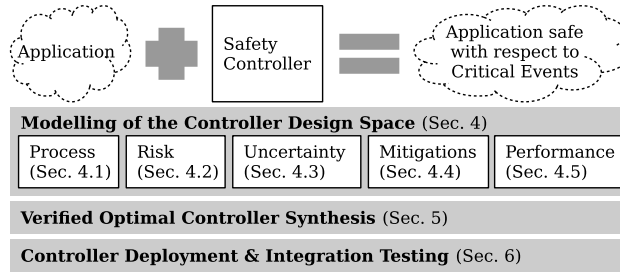 Application
Safety
Controller
Application safe
with respect to
Critical Events
Modelling of the Controller Design Space (Sec. 4)
Process
(Sec. 4.1)
Risk
(Sec. 4.2)
Uncertainty
(Sec. 4.3)
Mitigations
(Sec. 4.4)
Performance
(Sec. 4.5)
Verified Optimal Controller Synthesis (Sec. 5)
Controller Deployment & Integration Testing (Sec. 6)